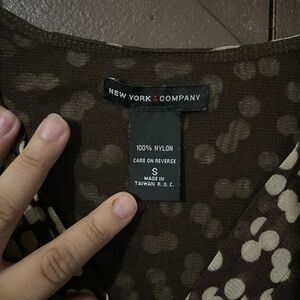 NEW YORK & COMPANY
100% NYLON
CARE ON REVERSE
S
MADE IN
TAIWAN R.O.C.